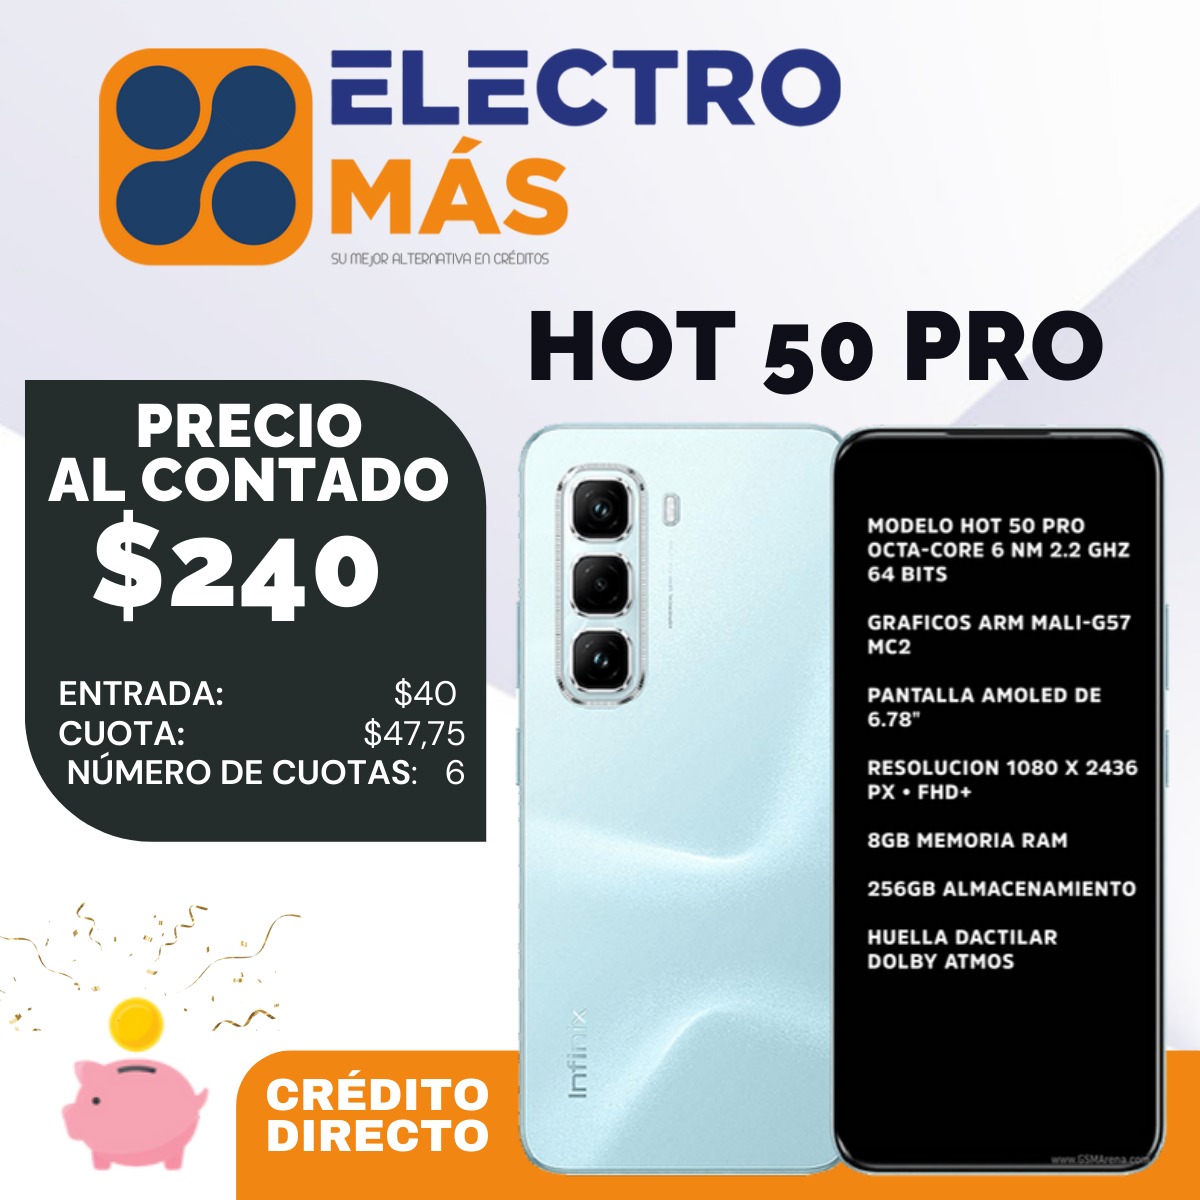 ELECTRO
MÁS
SU MEJOR ALTERNATIVA EN CRÉDITOS
HOT 50 PRO
PRECIO
AL CONTADO
$240
ENTRADA: $40
CUOTA: $47,75
NÚMERO DE CUOTAS: 6
MODELO HOT 50 PRO
OCTA-CORE 6 NM 2.2 GHZ
64 BITS
GRAFICOS ARM MALI-G57
MC2
PANTALLA AMOLED DE
6.78"
RESOLUCION 1080 X 2436
PX • FHD+
8GB MEMORIA RAM
256GB ALMACENAMIENTO
HUELLA DACTILAR
DOLBY ATMOS
Infinix
CRÉDITO
DIRECTO
www.GSMArena.com